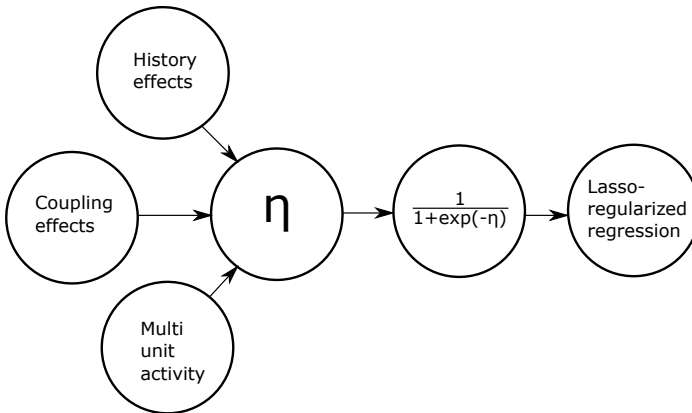 History
effects
Coupling
effects
Multi
unit
activity
η
1
1+exp(-η)
Lasso-
regularized
regression